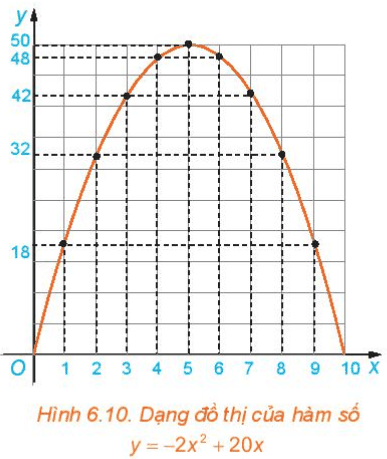 y
50
48
42
32
18
O 1 2 3 4 5 6 7 8 9 10 x
Hình 6.10. Dạng đồ thị của hàm số
y = –2x² + 20x